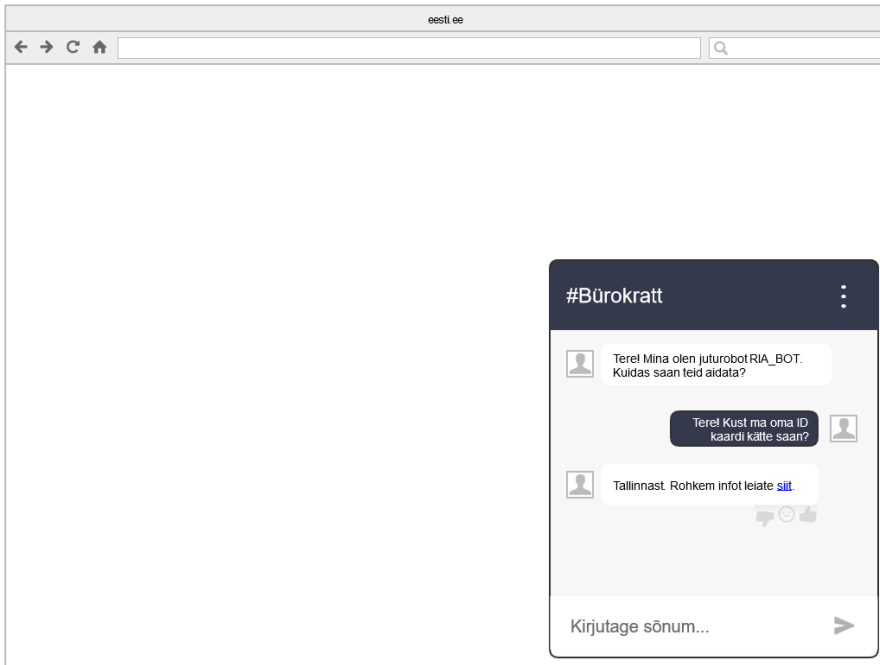 eesti.ee
#Bürokratt
Tere! Mina olen juturobot RIA_BOT.
Kuidas saan teid aidata?
Tere! Kust ma oma ID
kaardi kätte saan?
Tallinnast. Rohkem infot leiate siit.
Kirjutage sõnum...